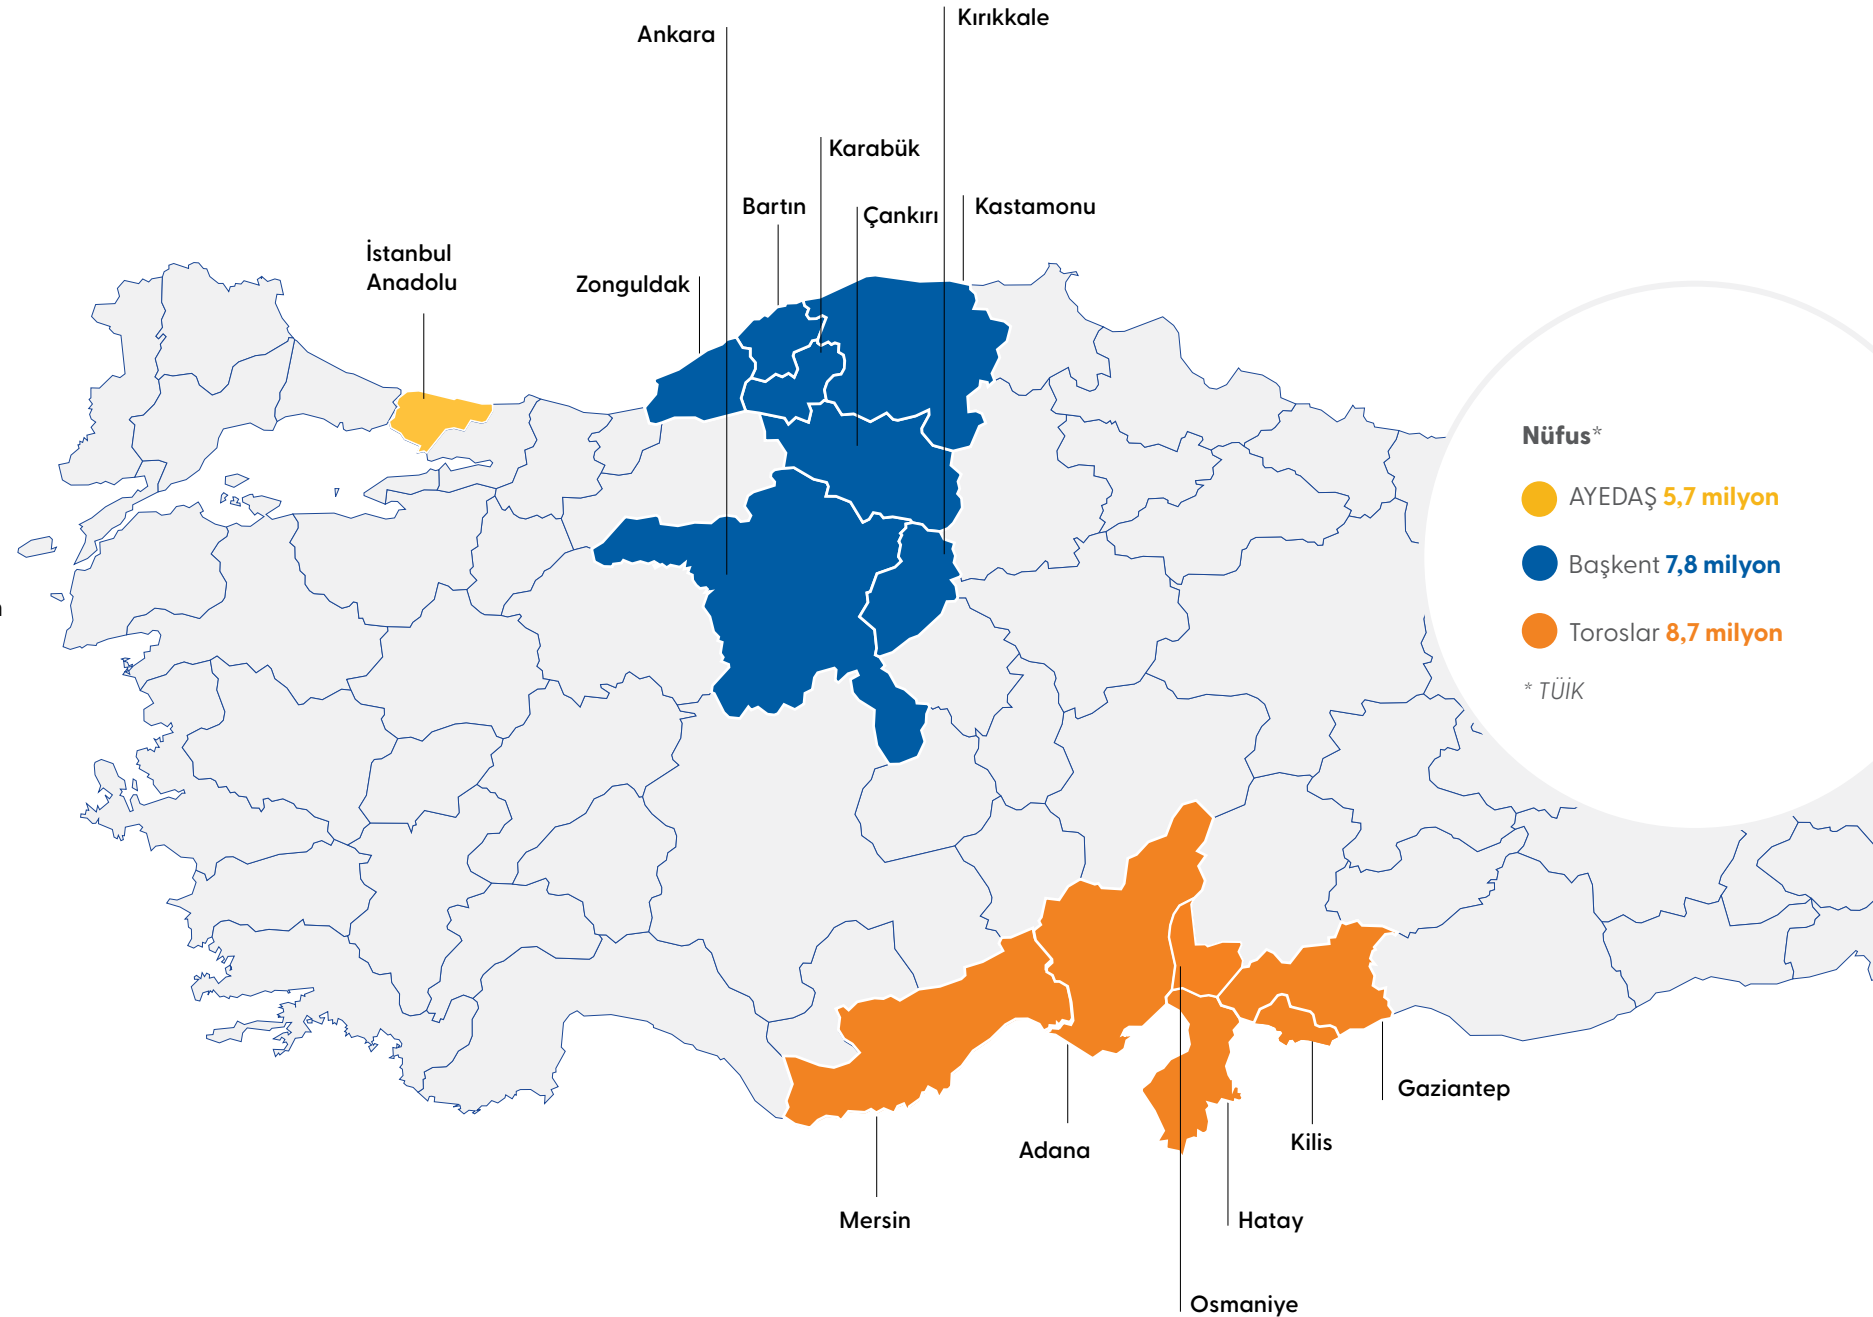 Kırıkkale
Ankara
Karabük
Bartın
Çankırı
Kastamonu
İstanbul
Anadolu
Zonguldak
Nüfus*
AYEDAŞ 5,7 milyon
Başkent 7,8 milyon
Toroslar 8,7 milyon
* TÜİK
Gaziantep
Kilis
Adana
Mersin
Hatay
Osmaniye